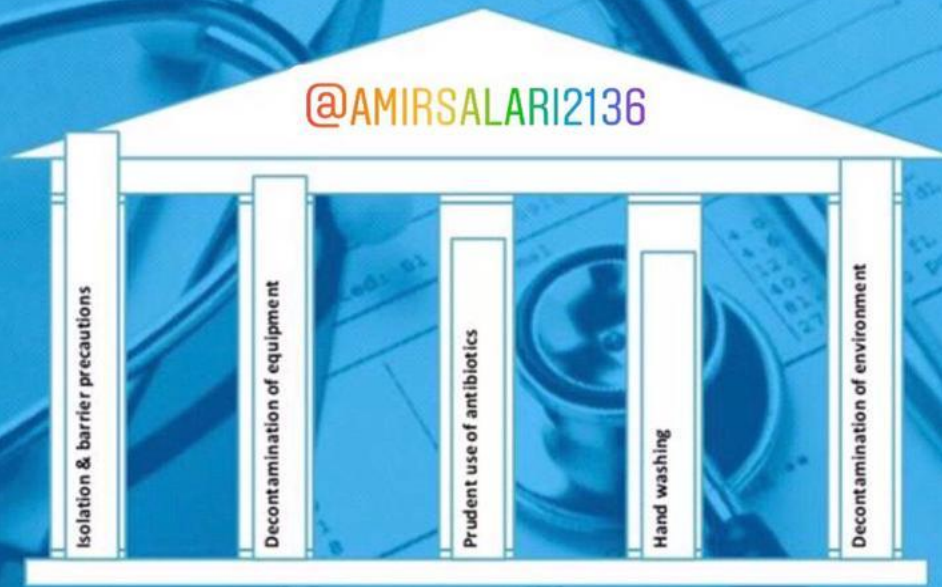 @AMIRSALARI2136
Isolation & barrier precautions
Decontamination of equipment
Prudent use of antibiotics
Hand washing
Decontamination of environment